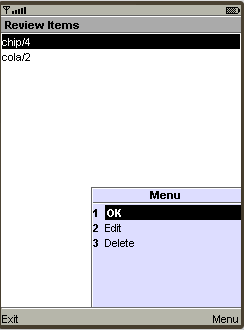 Review Items
chip/4
cola/2
Menu
1 OK
2 Edit
3 Delete
Exit Menu